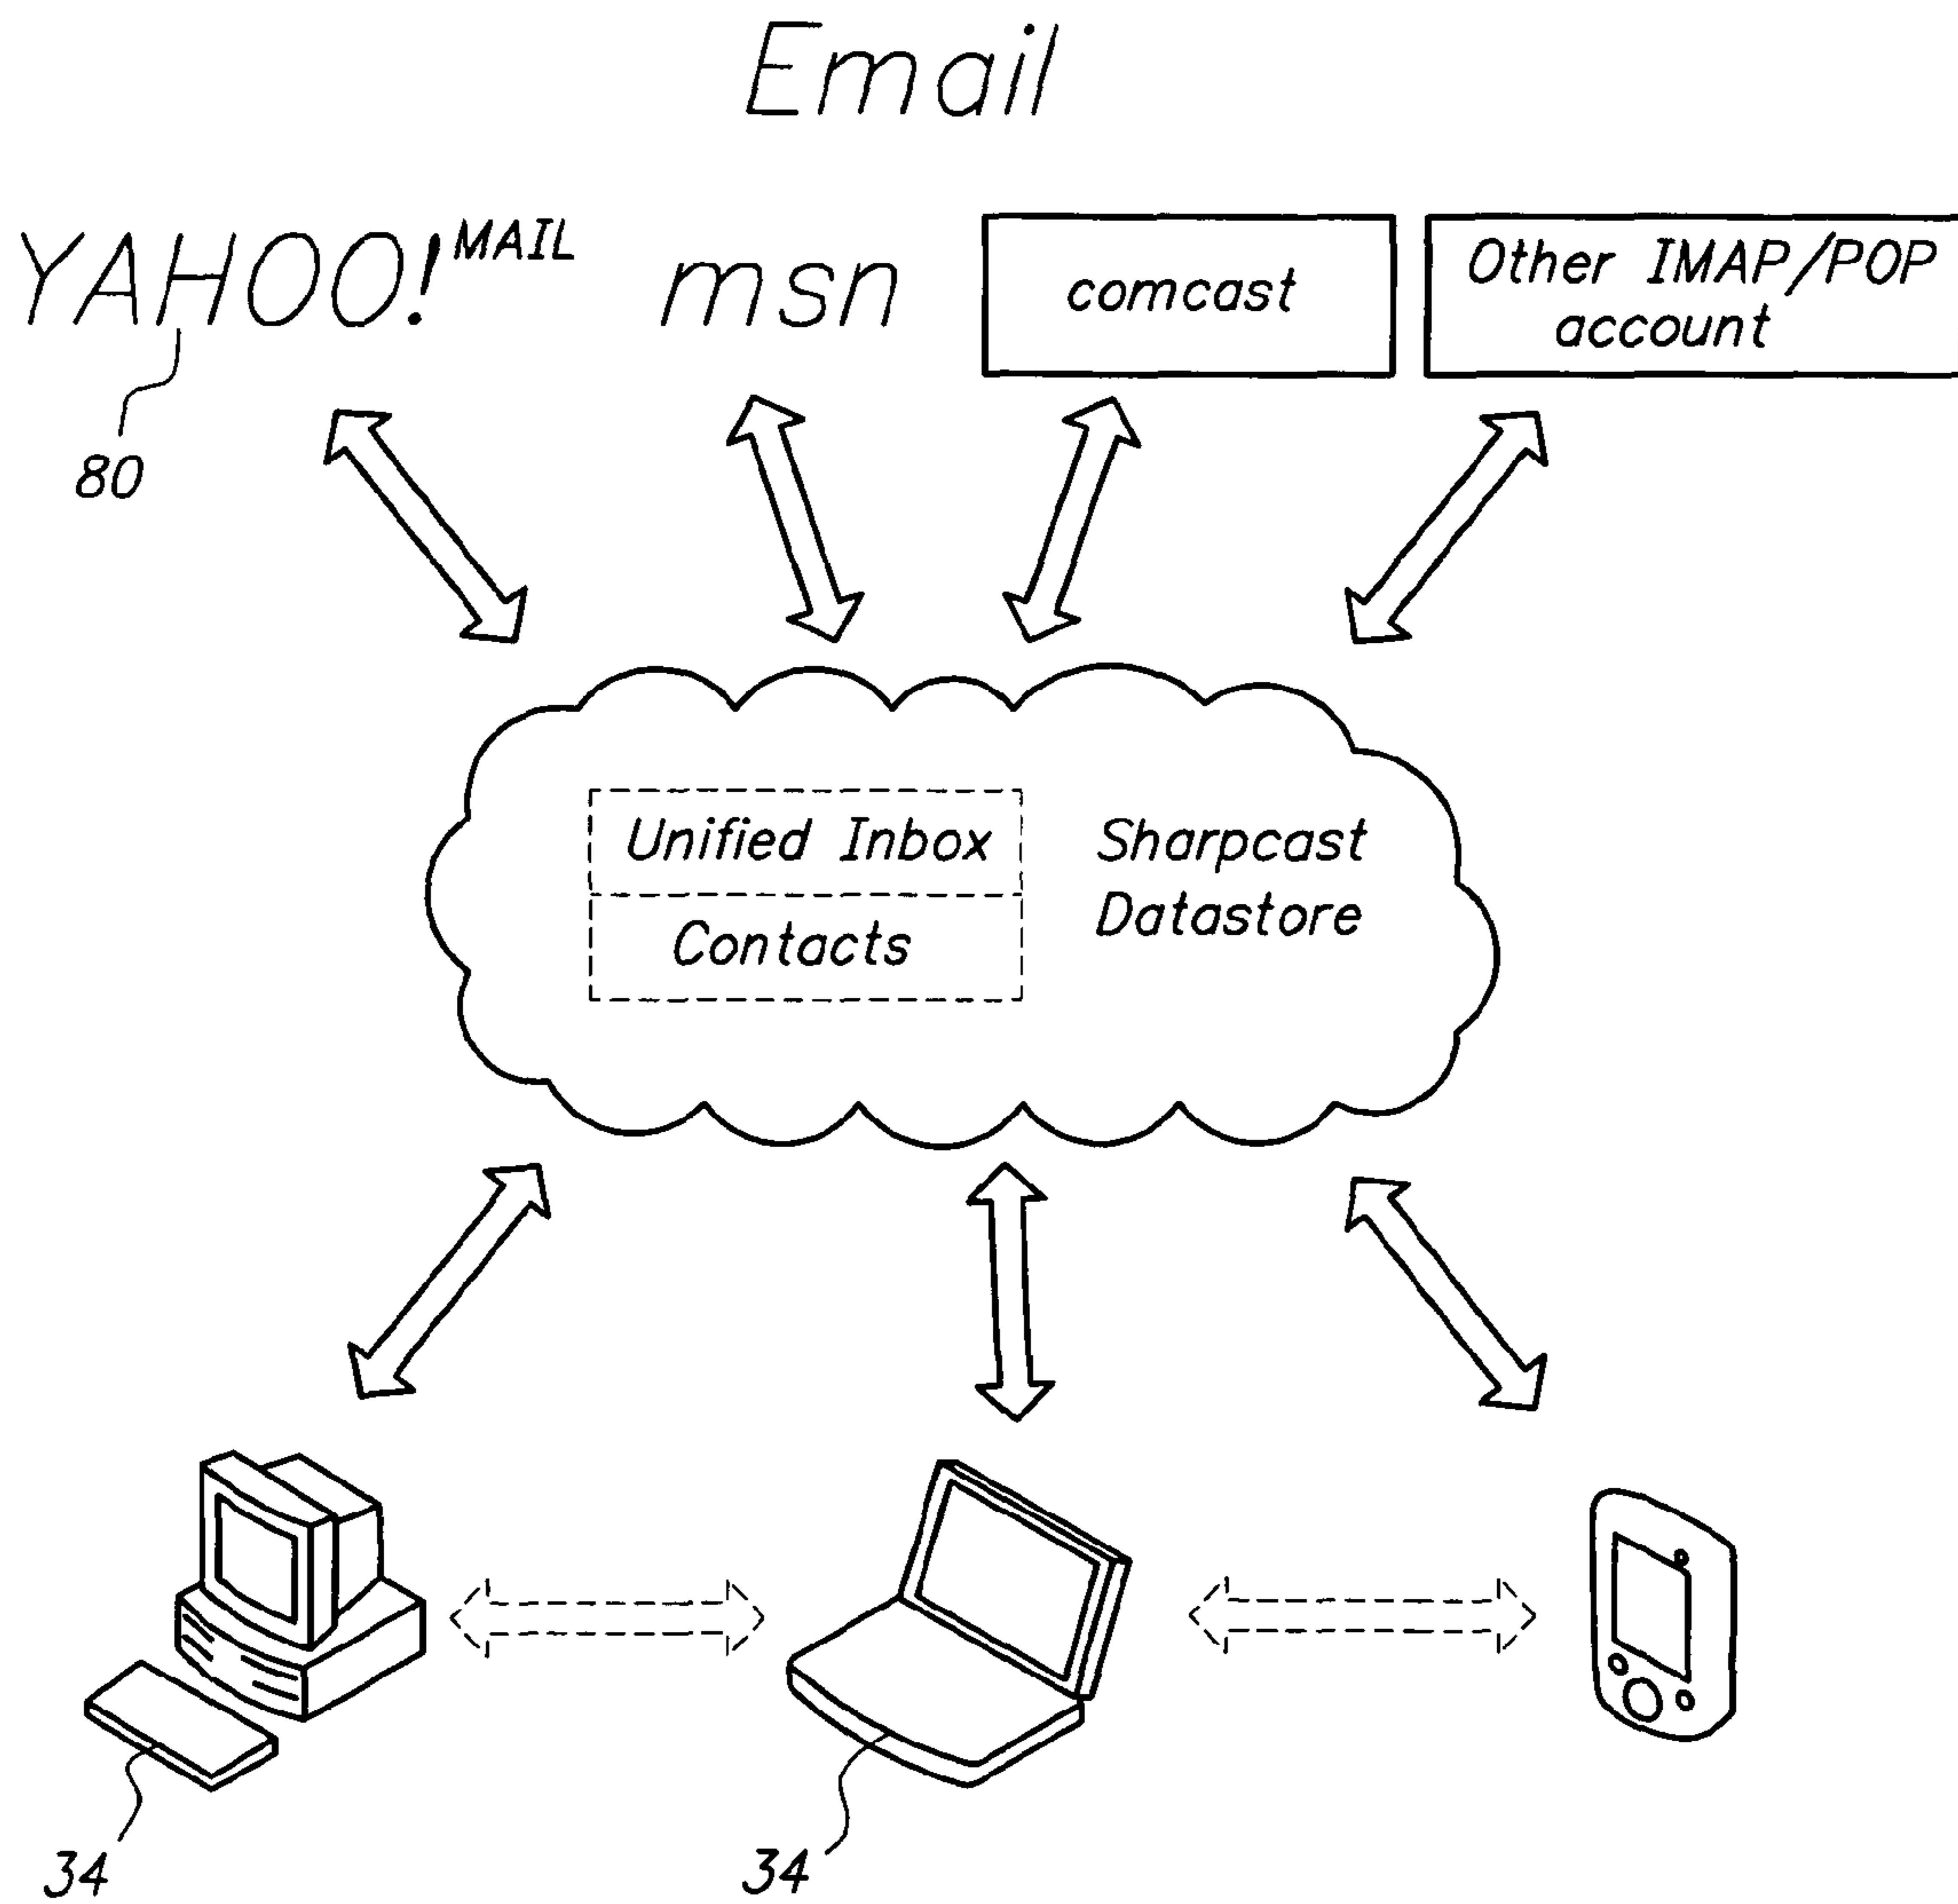 Email
YAHOO! MAIL
msn
comcast
Other IMAP/POP
account
80
Unified Inbox
Contacts
Sharpcast
Datastore
34
34